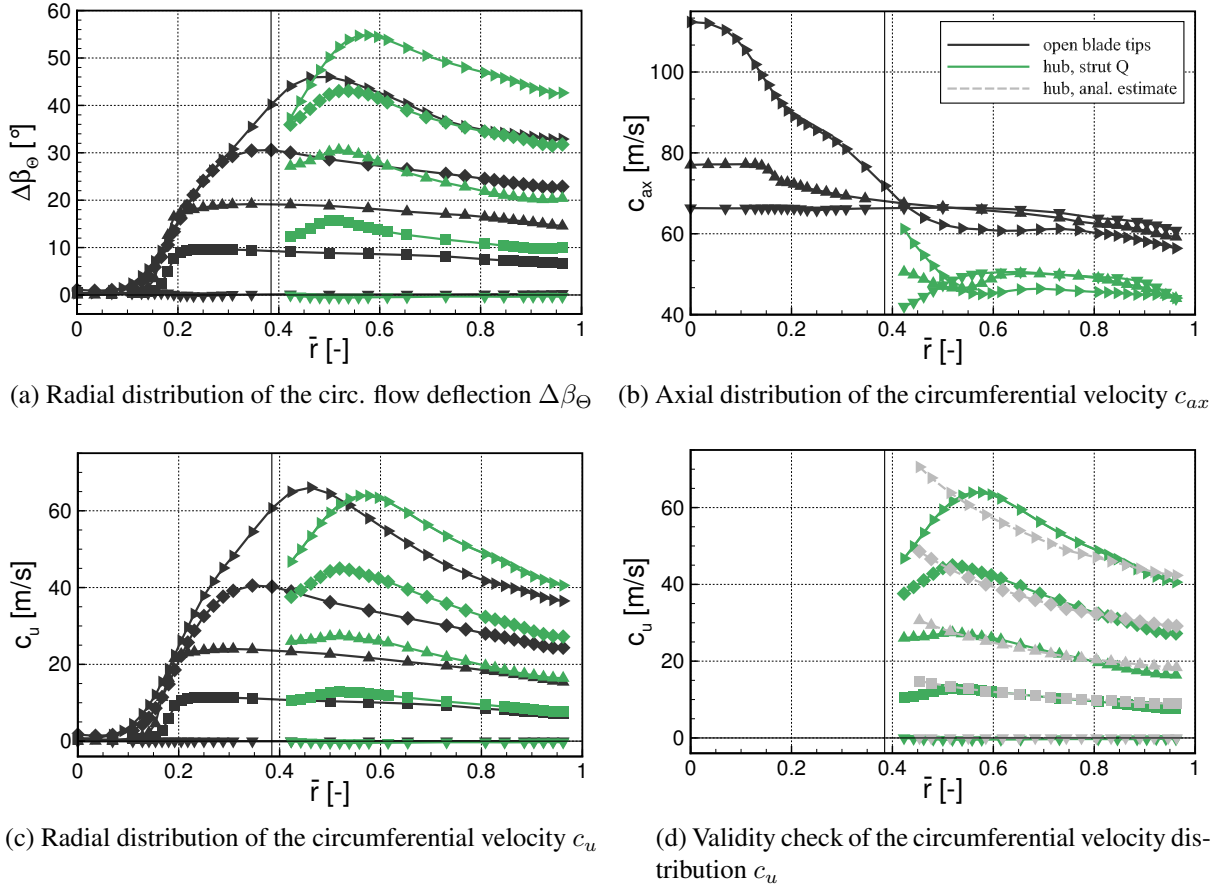 60
50
40
30
20
10
0
Δβ_Θ [°]
0
0.2
0.4
0.6
0.8
1
r̄ [-]
(a) Radial distribution of the circ. flow deflection Δβ_Θ
100
80
60
40
c_ax [m/s]
open blade tips
hub, strut Q
hub, anal. estimate
0
0.2
0.4
0.6
0.8
1
r̄ [-]
(b) Axial distribution of the circumferential velocity c_ax
60
40
20
0
c_u [m/s]
0
0.2
0.4
0.6
0.8
1
r̄ [-]
(c) Radial distribution of the circumferential velocity c_u
60
40
20
0
c_u [m/s]
0
0.2
0.4
0.6
0.8
1
r̄ [-]
(d) Validity check of the circumferential velocity dis-
tribution c_u